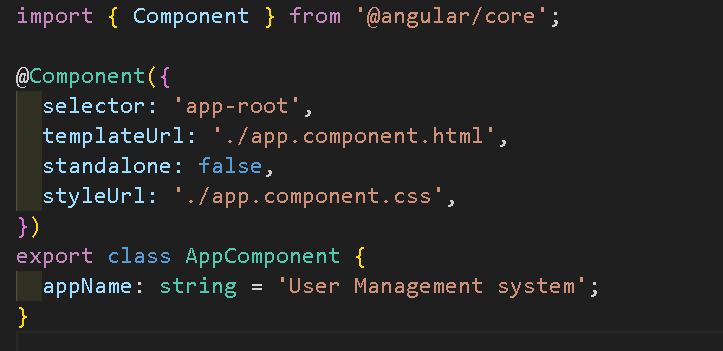 import { Component } from '@angular/core';
@Component({
selector: 'app-root',
templateUrl: './app.component.html',
standalone: false,
styleUrl: './app.component.css',
})
export class AppComponent {
appName: string = 'User Management system';
}